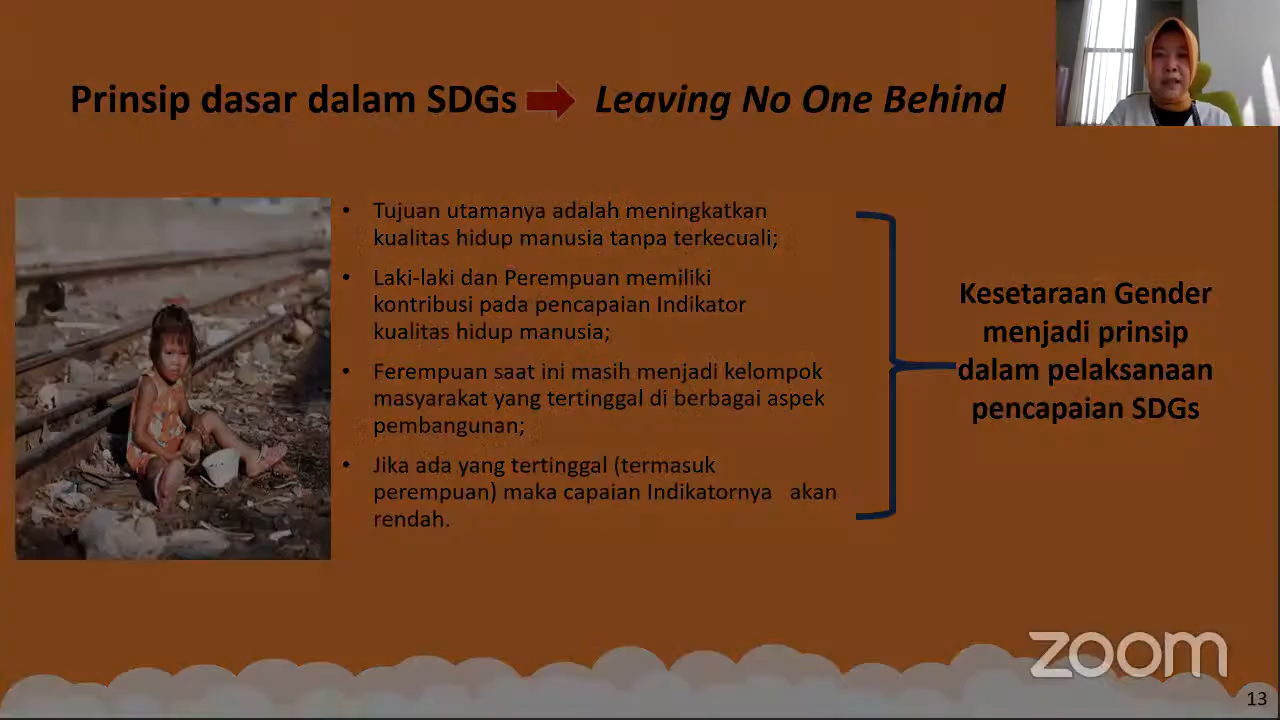 Prinsip dasar dalam SDGs Leaving No One Behind
• Tujuan utamanya adalah meningkatkan
kualitas hidup manusia tanpa terkecuali;
• Laki-laki dan Perempuan memiliki
kontribusi pada pencapaian Indikator
kualitas hidup manusia;
• Ferempuan saat ini masih menjadi kelompok
masyarakat yang tertinggal di berbagai aspek
pembangunan;
• Jika ada yang tertinggal (termasuk
perempuan) maka capaian Indikatornya akan
rendah.
Kesetaraan Gender
menjadi prinsip
dalam pelaksanaan
pencapaian SDGs
zoom
13